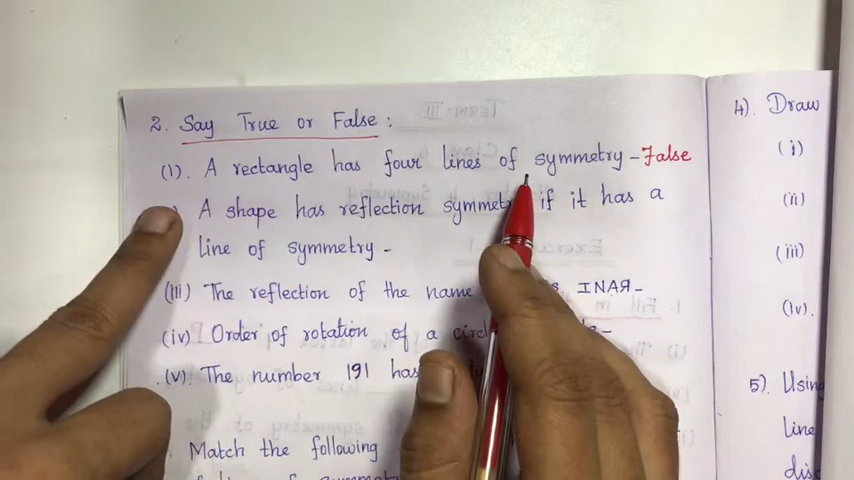 2. Say True or False :
(i). A rectangle has four lines of symmetry - False
A shape has reflection symmetry if it has a
line of symmetry -
(iii) The reflection of the name INAЯ-
(iv) Order of rotation of a
(v). The number 191 has
Match the following
4). Draw
(i)
(ii)
(iii)
(iv).
5). Using
line